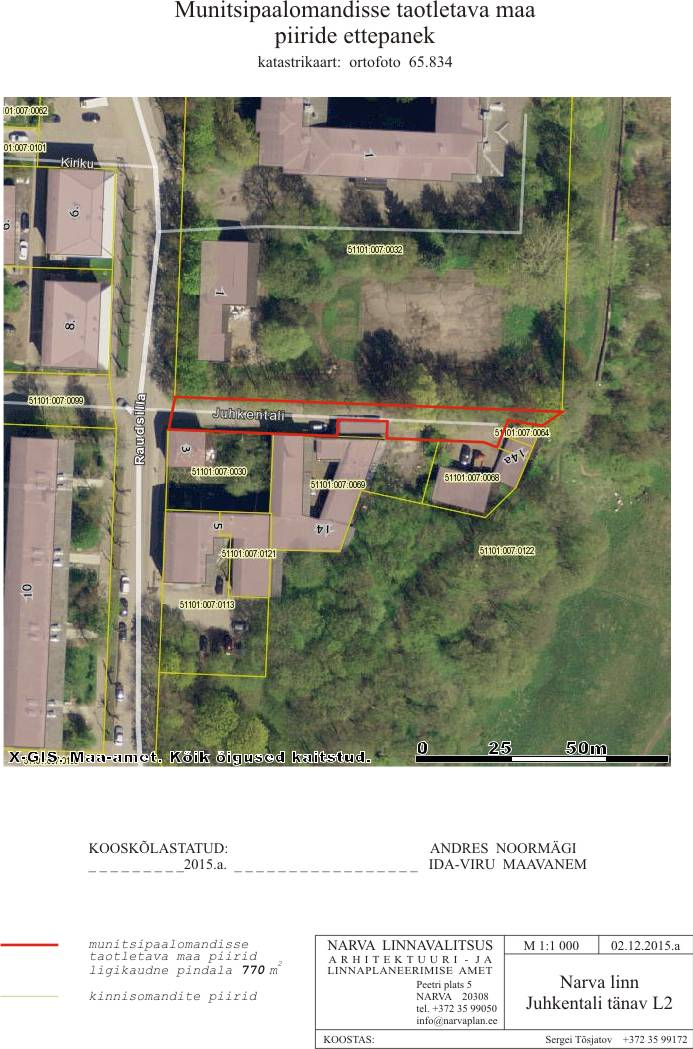 Munitsipaalomandisse taotletava maa
piiride ettepanek
katastrikaart: ortofoto 65.834
01:007:0062
01:007:0101
Kiriku
1
9.
51101:007:0032
1
8.
51101:007:0099
Raudsilla
Juhkentali
51101:007:0064
3
14a
51101:007:0030
51101:007:0069
51101:007:0068
5
14
51101:007:0121
51101:007:0122
10
51101:007:0113
0 25 50m
X-GIS. Maa-amet. Kõik õigused kaitstud.
KOOSKÕLASTATUD: ANDRES NOORMÄGI
_ _ _ _ _ _ _ _ _2015.a. _ _ _ _ _ _ _ _ _ _ _ _ _ _ _ _ _ IDA-VIRU MAAVANEM
munitsipaalomandisse
taotletava maa piirid
ligikaudne pindala 770 m²
kinnisomandite piirid
NARVA LINNAVALITSUS
ARHITEKTUURI - JA
LINNAPLANEERIMISE AMET
Peetri plats 5
NARVA 20308
tel. +372 35 99050
info@narvaplan.ee
M 1:1 000 02.12.2015.a
Narva linn
Juhkentali tänav L2
KOOSTAS: Sergei Tõsjatov +372 35 99172